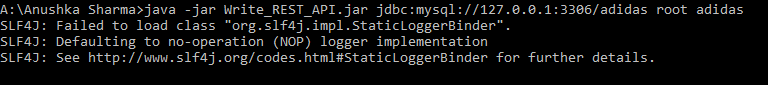 A:\Anushka Sharma>java -jar Write_REST_API.jar jdbc:mysql://127.0.0.1:3306/adidas root adidas
SLF4J: Failed to load class "org.slf4j.impl.StaticLoggerBinder".
SLF4J: Defaulting to no-operation (NOP) logger implementation
SLF4J: See http://www.slf4j.org/codes.html#StaticLoggerBinder for further details.